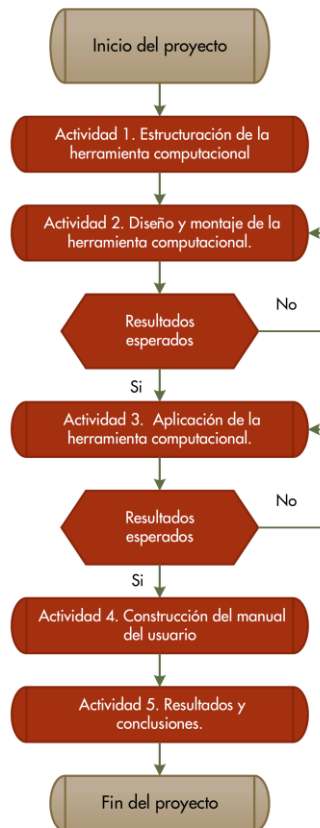 Inicio del proyecto
Actividad 1. Estructuración de la
herramienta computacional
Actividad 2. Diseño y montaje de la
herramienta computacional.
Resultados
esperados
No
Si
Actividad 3. Aplicación de la
herramienta computacional.
Resultados
esperados
No
Si
Actividad 4. Construcción del manual
del usuario
Actividad 5. Resultados y
conclusiones.
Fin del proyecto